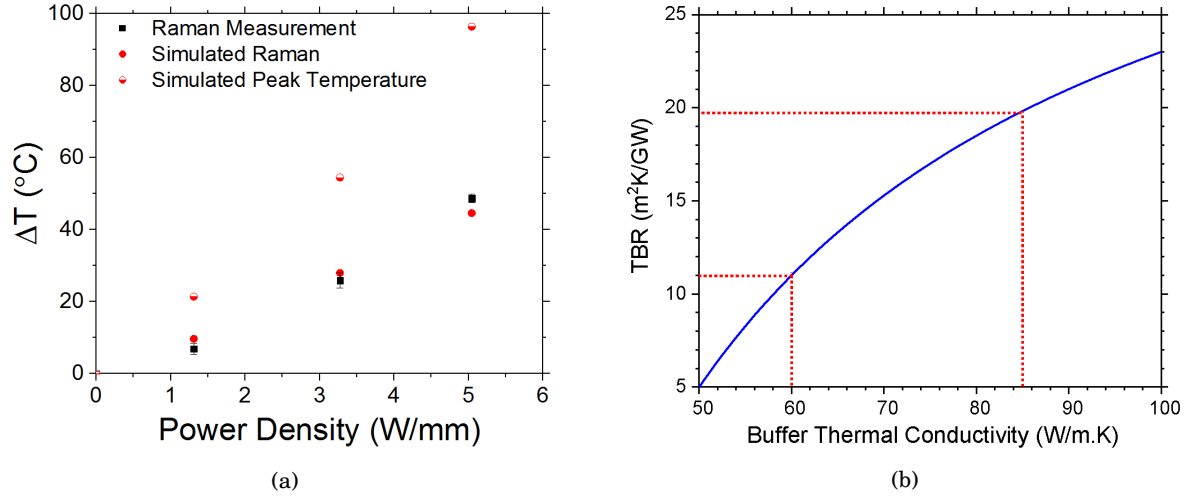 Raman Measurement
Simulated Raman
Simulated Peak Temperature
100
80
60
40
20
0
ΔT (°C)
0 1 2 3 4 5 6
Power Density (W/mm)
(a)
25
20
15
10
5
TBR (m²K/GW)
50 60 70 80 90 100
Buffer Thermal Conductivity (W/m.K)
(b)